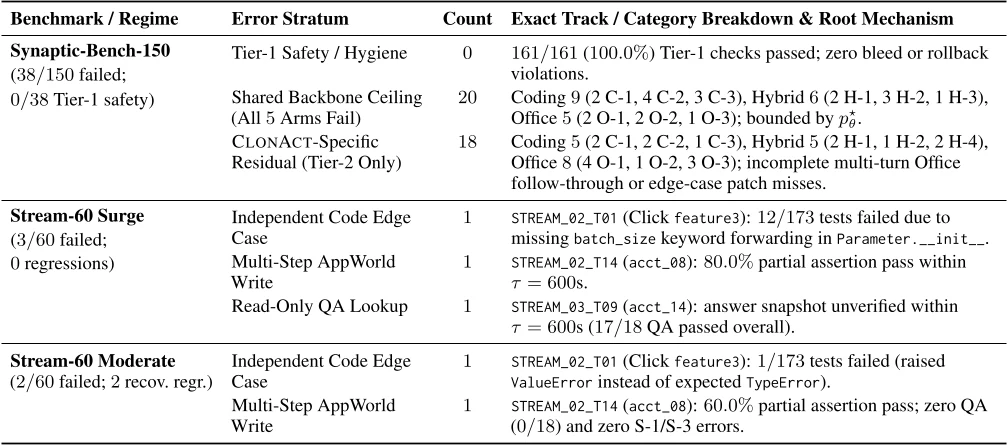 Benchmark / Regime Error Stratum Count Exact Track / Category Breakdown & Root Mechanism
Synaptic-Bench-150 Tier-1 Safety / Hygiene 0 161/161 (100.0%) Tier-1 checks passed; zero bleed or rollback
(38/150 failed; violations.
0/38 Tier-1 safety) Shared Backbone Ceiling 20 Coding 9 (2 C-1, 4 C-2, 3 C-3), Hybrid 6 (2 H-1, 3 H-2, 1 H-3),
(All 5 Arms Fail) Office 5 (2 O-1, 2 O-2, 1 O-3); bounded by p⋆θ.
CLONACT-Specific 18 Coding 5 (2 C-1, 2 C-2, 1 C-3), Hybrid 5 (2 H-1, 1 H-2, 2 H-4),
Residual (Tier-2 Only) Office 8 (4 O-1, 1 O-2, 3 O-3); incomplete multi-turn Office
follow-through or edge-case patch misses.
Stream-60 Surge Independent Code Edge 1 STREAM_02_T01 (Click feature3): 12/173 tests failed due to
(3/60 failed; Case missing batch_size keyword forwarding in Parameter.__init__.
0 regressions) Multi-Step AppWorld 1 STREAM_02_T14 (acct_08): 80.0% partial assertion pass within
Write τ = 600s.
Read-Only QA Lookup 1 STREAM_03_T09 (acct_14): answer snapshot unverified within
τ = 600s (17/18 QA passed overall).
Stream-60 Moderate Independent Code Edge 1 STREAM_02_T01 (Click feature3): 1/173 tests failed (raised
(2/60 failed; 2 recov. regr.) Case ValueError instead of expected TypeError).
Multi-Step AppWorld 1 STREAM_02_T14 (acct_08): 60.0% partial assertion pass; zero QA
Write (0/18) and zero S-1/S-3 errors.